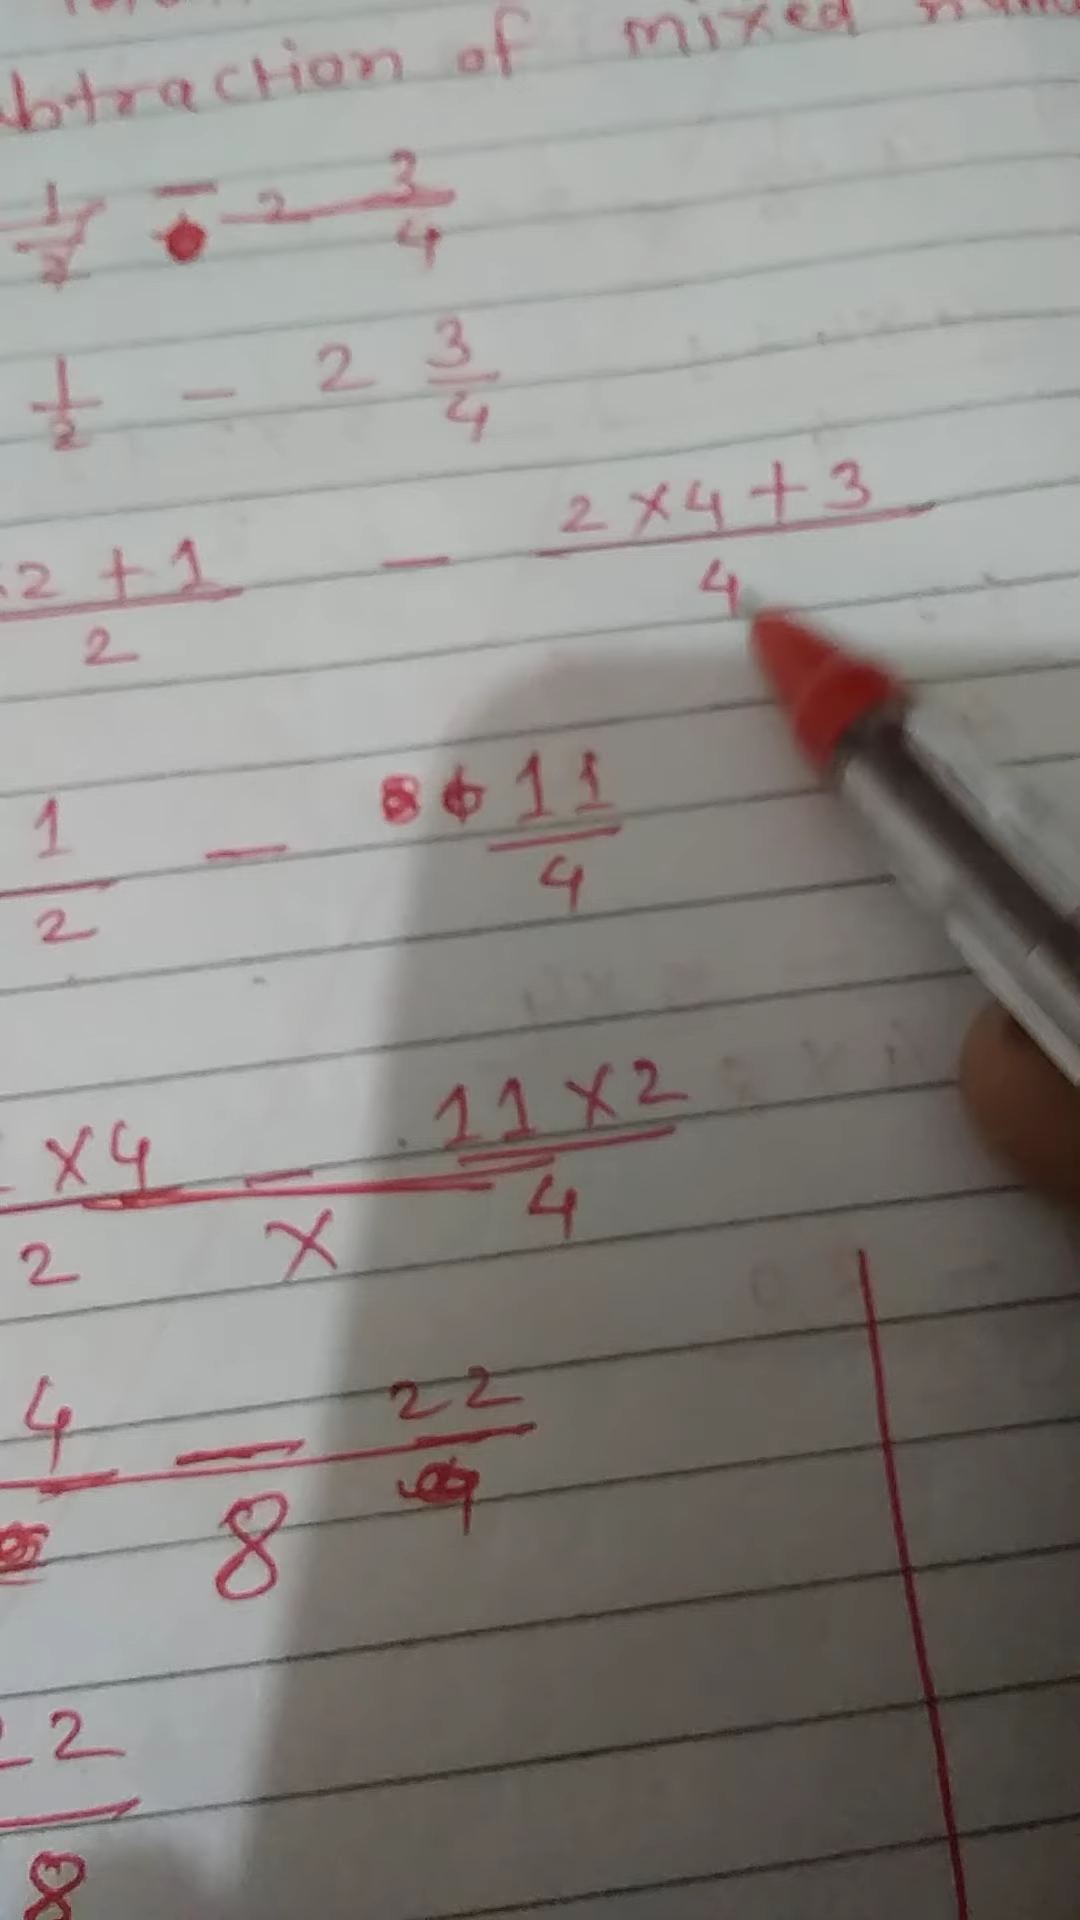 btraction of mixed
1/2 - 2 3/4
1/2 - 2 3/4
2 + 1 / 2 - 2 × 4 + 3 / 4
1/2 - 11/4
× 4 - 11 × 2
2 × 4
4 - 22
8
22
8